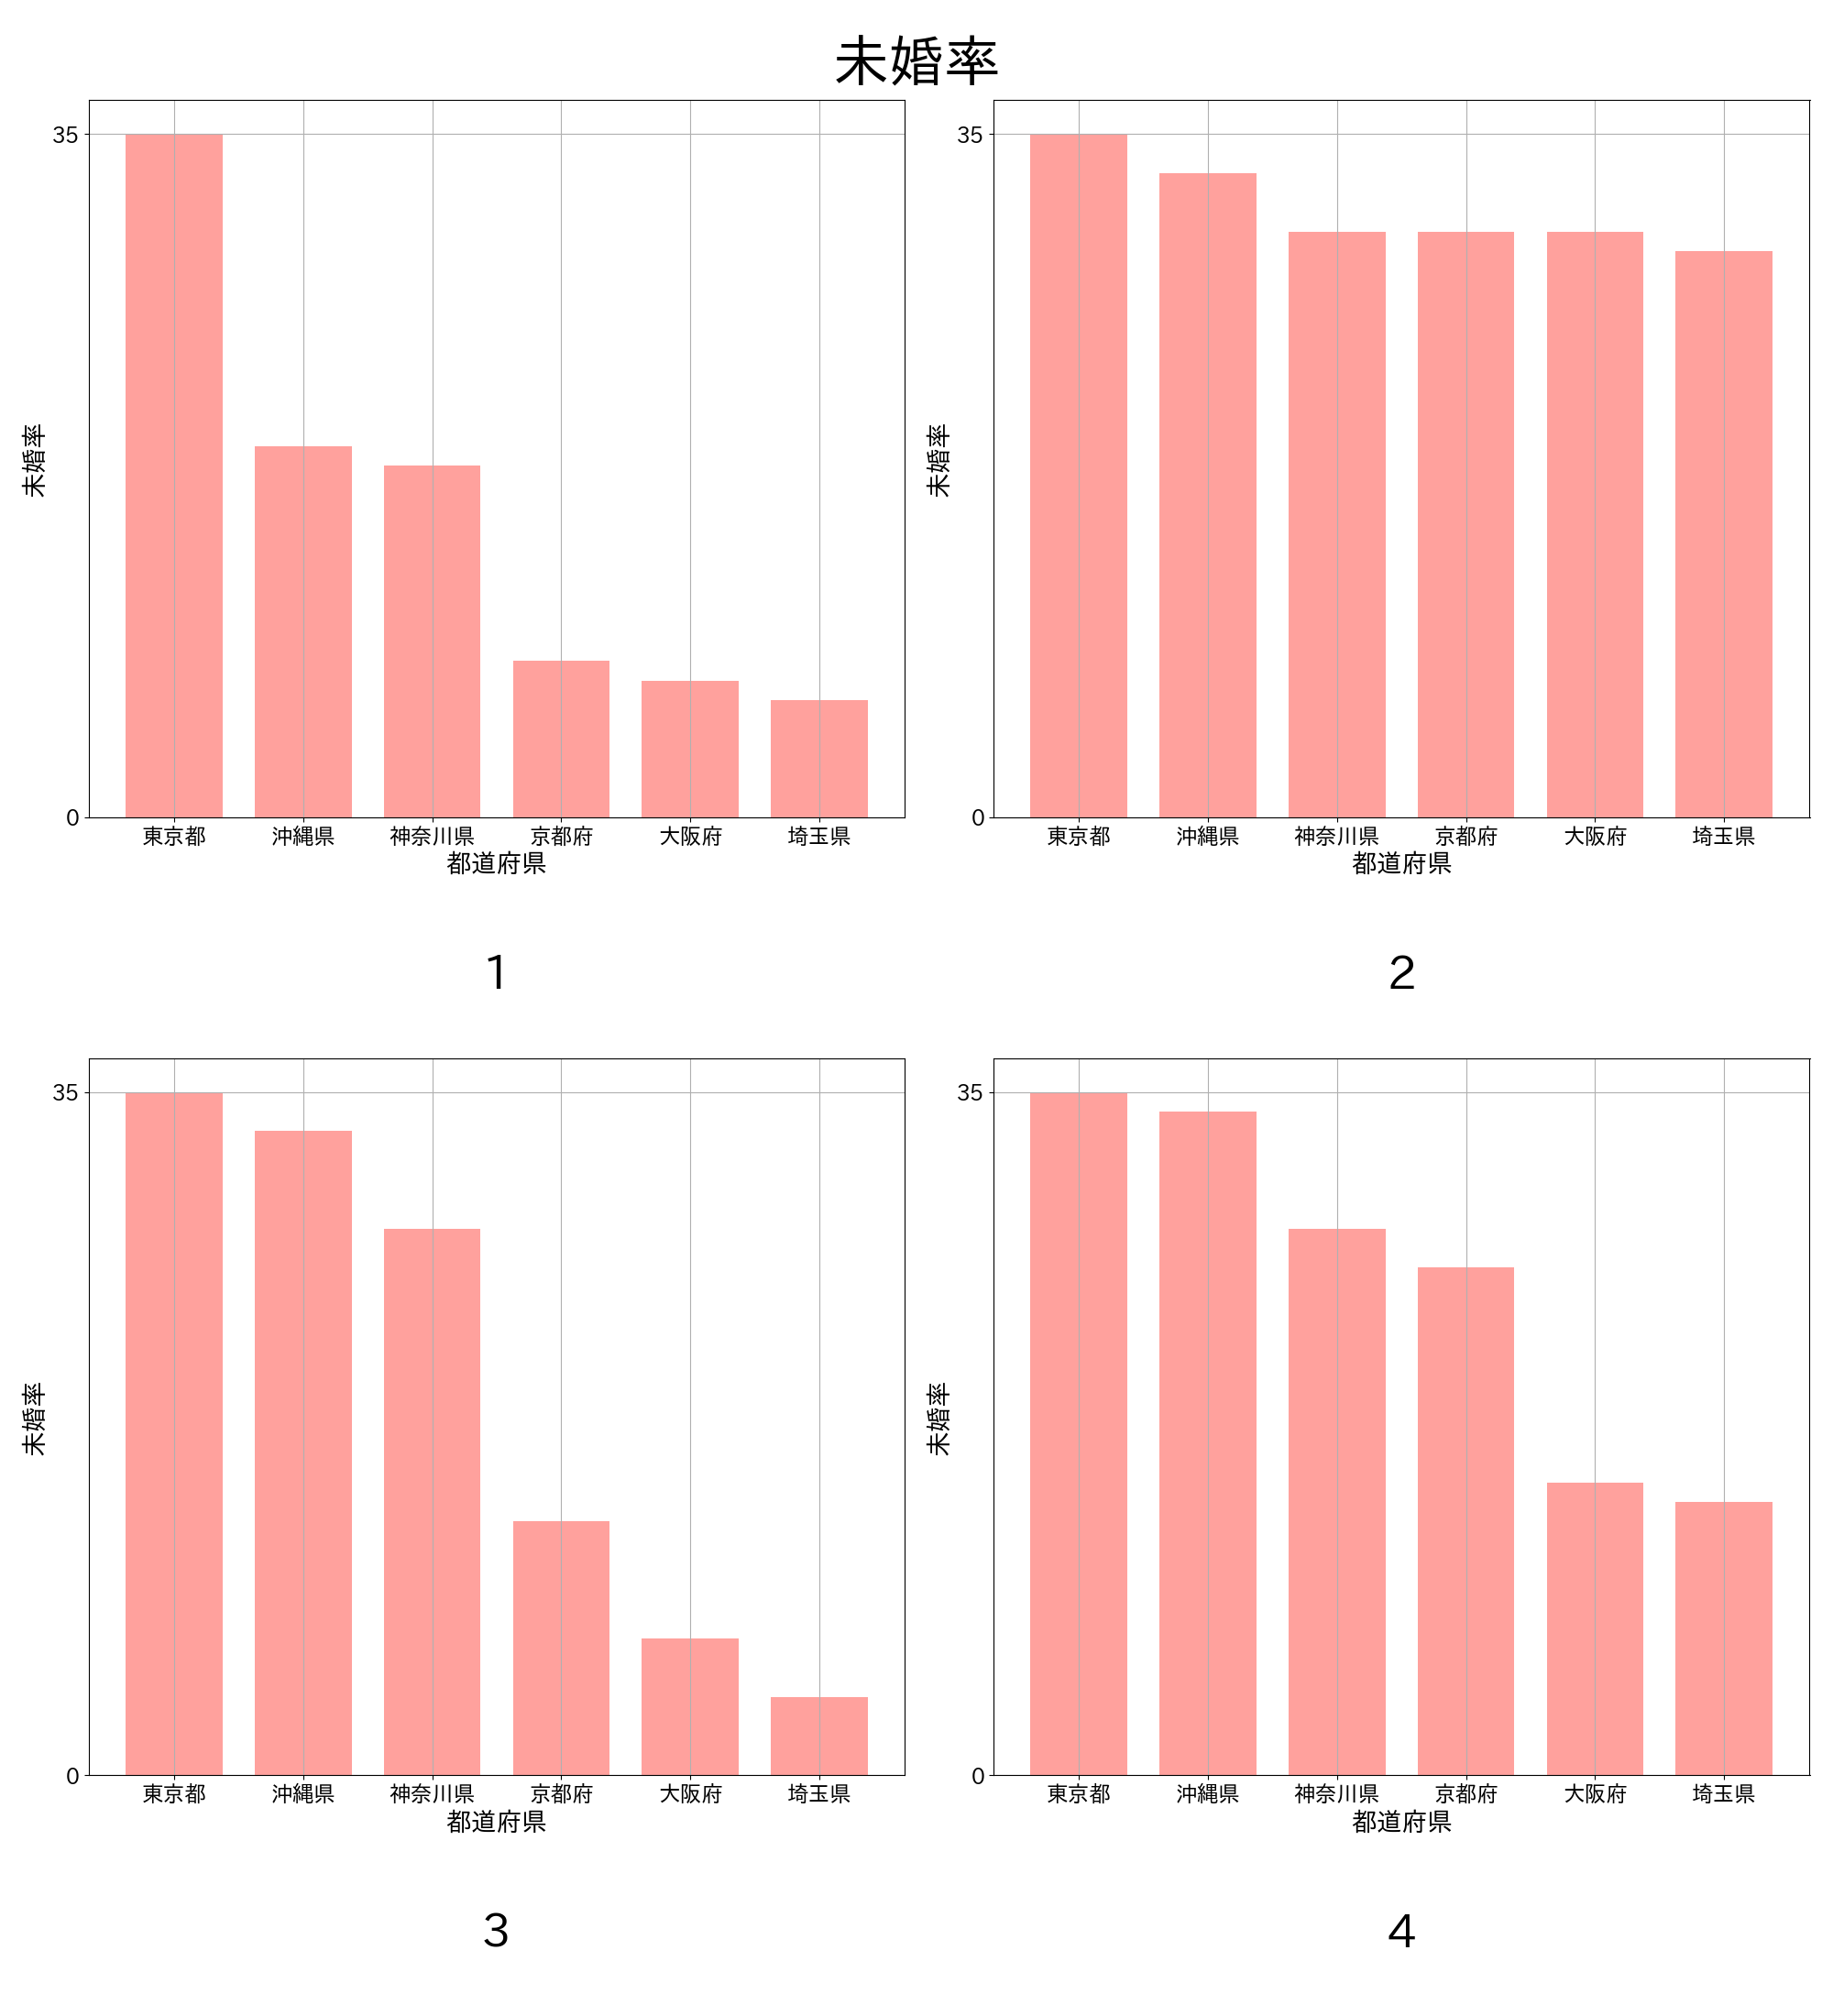 未婚率
35
0
未婚率
東京都 沖縄県 神奈川県 京都府 大阪府 埼玉県
都道府県
1
35
0
未婚率
東京都 沖縄県 神奈川県 京都府 大阪府 埼玉県
都道府県
2
35
0
未婚率
東京都 沖縄県 神奈川県 京都府 大阪府 埼玉県
都道府県
3
35
0
未婚率
東京都 沖縄県 神奈川県 京都府 大阪府 埼玉県
都道府県
4